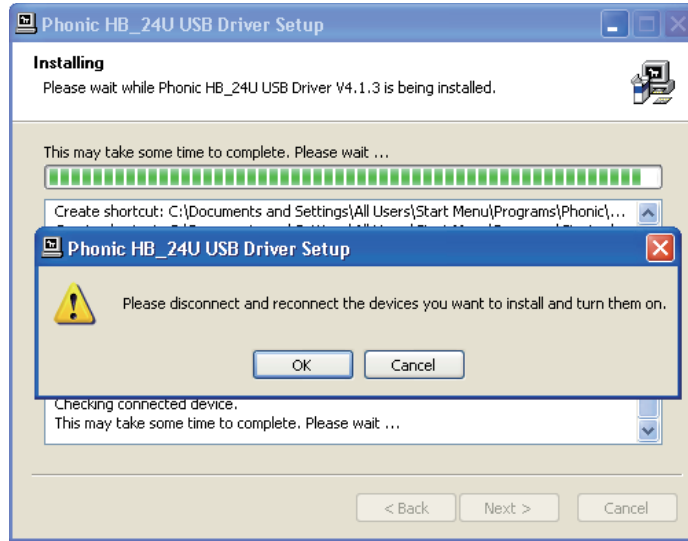 Phonic HB_24U USB Driver Setup
Installing
Please wait while Phonic HB_24U USB Driver V4.1.3 is being installed.
This may take some time to complete. Please wait ...
Create shortcut: C:\Documents and Settings\All Users\Start Menu\Programs\Phonic\...
Phonic HB_24U USB Driver Setup
Please disconnect and reconnect the devices you want to install and turn them on.
OK
Cancel
Checking connected device.
This may take some time to complete. Please wait ...
< Back
Next >
Cancel